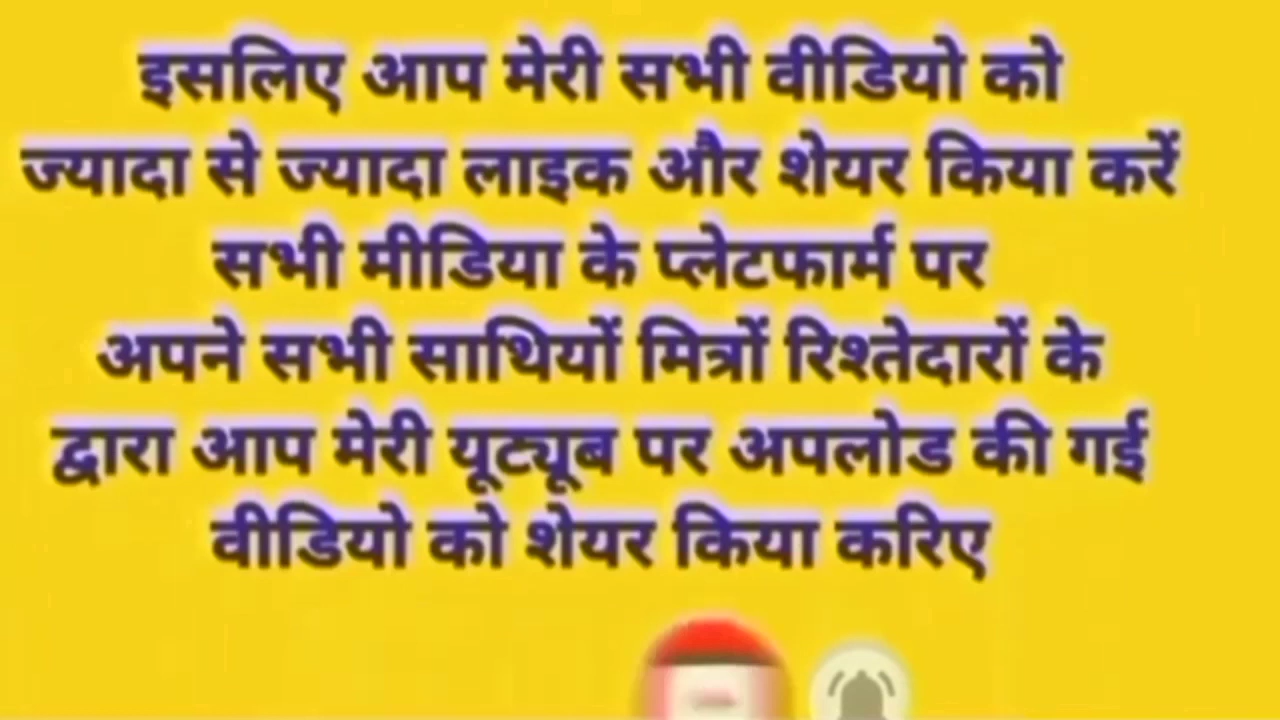 इसलिए आप मेरी सभी वीडियो को
ज्यादा से ज्यादा लाइक और शेयर किया करें
सभी मीडिया के प्लेटफार्म पर
अपने सभी साथियों मित्रों रिश्तेदारों के
द्वारा आप मेरी यूट्यूब पर अपलोड की गई
वीडियो को शेयर किया करिए